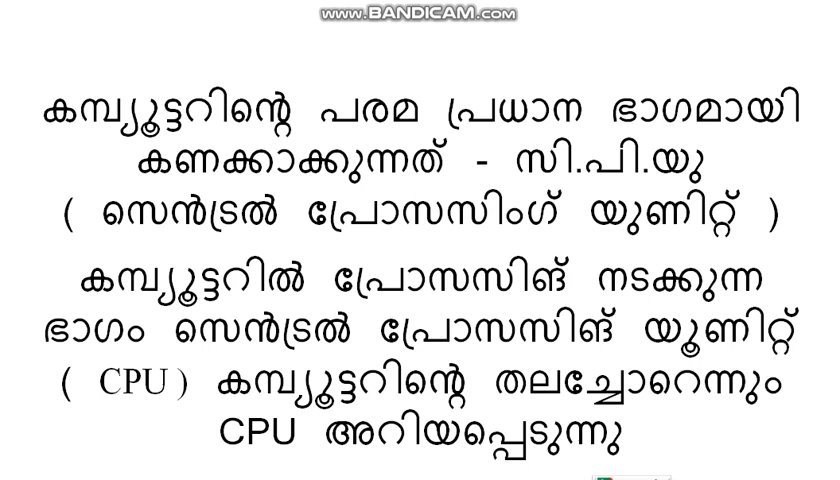 www.BANDICAM.com
കമ്പ്യൂട്ടറിന്റെ പരമ പ്രധാന ഭാഗമായി
കണക്കാക്കുന്നത് - സി.പി.യു
( സെൻട്രൽ പ്രോസസിംഗ് യുണിറ്റ് )
കമ്പ്യൂട്ടറിൽ പ്രോസസിങ് നടക്കുന്ന
ഭാഗം സെൻട്രൽ പ്രോസസിങ് യൂണിറ്റ്
( CPU ) കമ്പ്യൂട്ടറിന്റെ തലച്ചോറെന്നും
CPU അറിയപ്പെടുന്നു